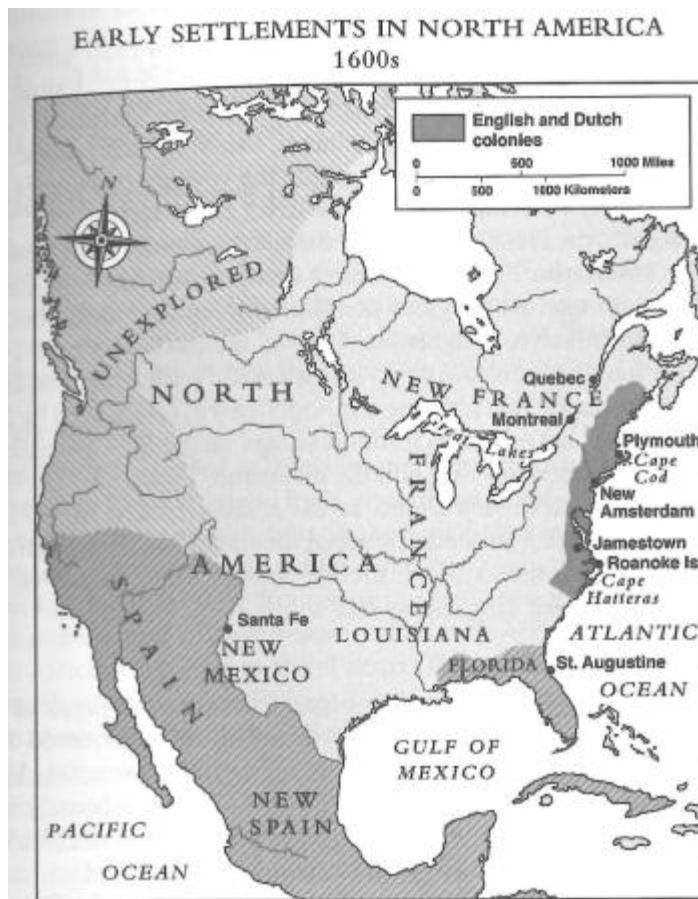 EARLY SETTLEMENTS IN NORTH AMERICA
1600s
English and Dutch
colonies
0 500 1000 Miles
0 500 1000 Kilometers
N
UNEXPLORED
NORTH
AMERICA
NEW
FRANCE
Quebec
Montreal
Great Lakes
FRANCE
Plymouth
Cape
Cod
New
Amsterdam
Jamestown
Roanoke Is
Cape
Hatteras
SPAIN
Santa Fe
NEW
MEXICO
LOUISIANA
FLORIDA
St. Augustine
ATLANTIC
OCEAN
GULF OF
MEXICO
NEW
SPAIN
PACIFIC
OCEAN